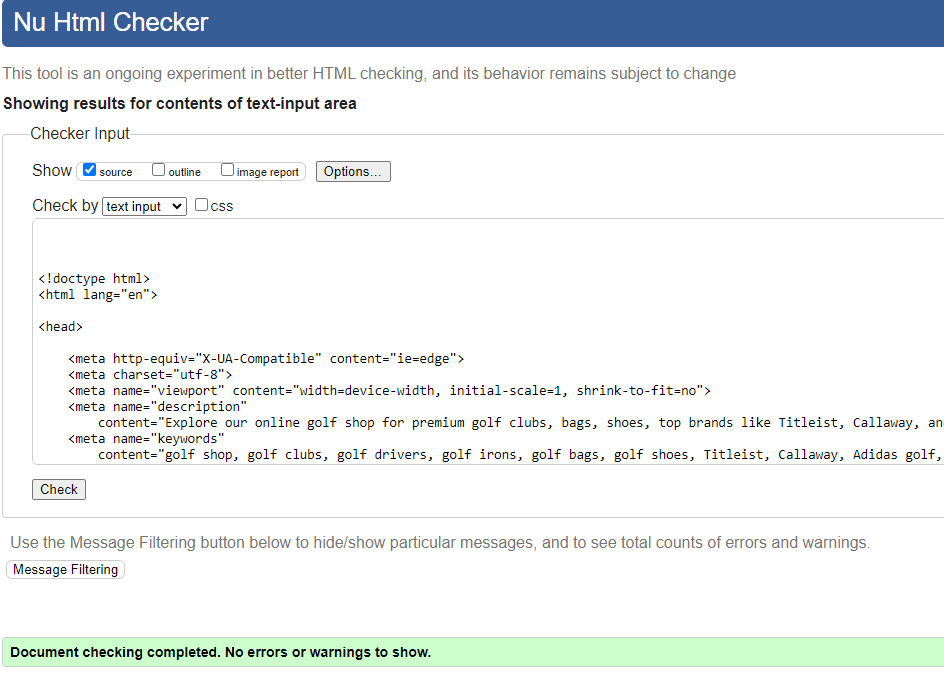 Nu Html Checker
This tool is an ongoing experiment in better HTML checking, and its behavior remains subject to change
Showing results for contents of text-input area
Checker Input
Show source outline image report Options...
Check by text input css
<!doctype html>
<html lang="en">
<head>
<meta http-equiv="X-UA-Compatible" content="ie=edge">
<meta charset="utf-8">
<meta name="viewport" content="width=device-width, initial-scale=1, shrink-to-fit=no">
<meta name="description"
content="Explore our online golf shop for premium golf clubs, bags, shoes, top brands like Titleist, Callaway,
<meta name="keywords"
content="golf shop, golf clubs, golf drivers, golf irons, golf bags, golf shoes, Titleist, Callaway, Adidas golf,
Check
Use the Message Filtering button below to hide/show particular messages, and to see total counts of errors and warnings.
Message Filtering
Document checking completed. No errors or warnings to show.